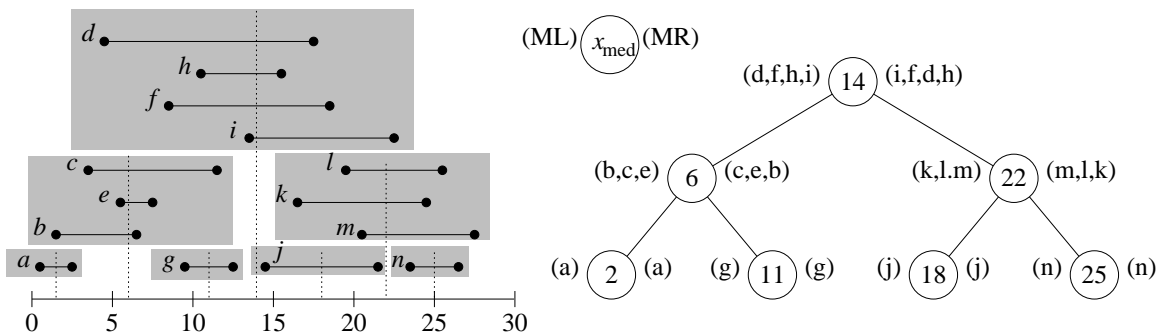 d
h
f
i
c
e
b
l
k
m
a
g
j
n
0 5 10 15 20 25 30
(ML) x_med (MR)
(d,f,h,i) 14 (i,f,d,h)
(b,c,e) 6 (c,e,b)
(k,l.m) 22 (m,l,k)
(a) 2 (a)
(g) 11 (g)
(j) 18 (j)
(n) 25 (n)